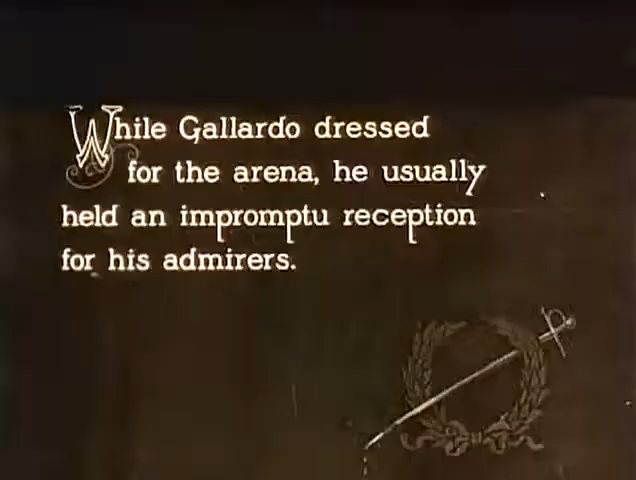 While Gallardo dressed
for the arena, he usually
held an impromptu reception
for his admirers.